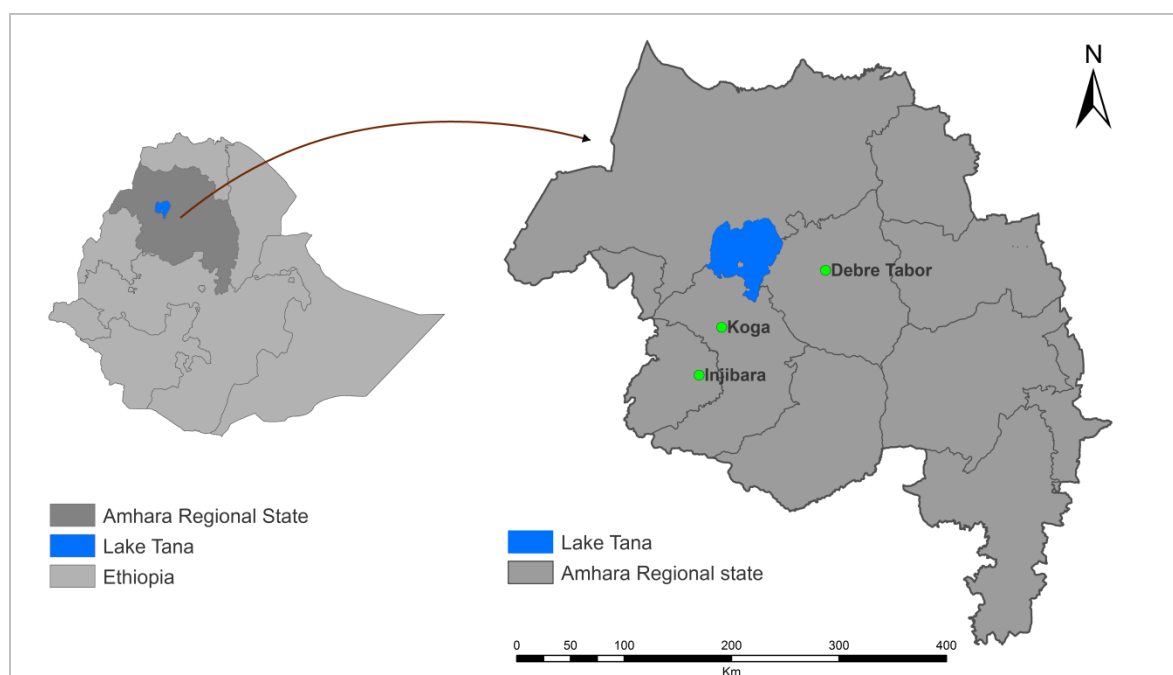 N
Debre Tabor
Koga
Injibara
Amhara Regional State
Lake Tana
Ethiopia
Lake Tana
Amhara Regional state
0 50 100 200 300 400
Km